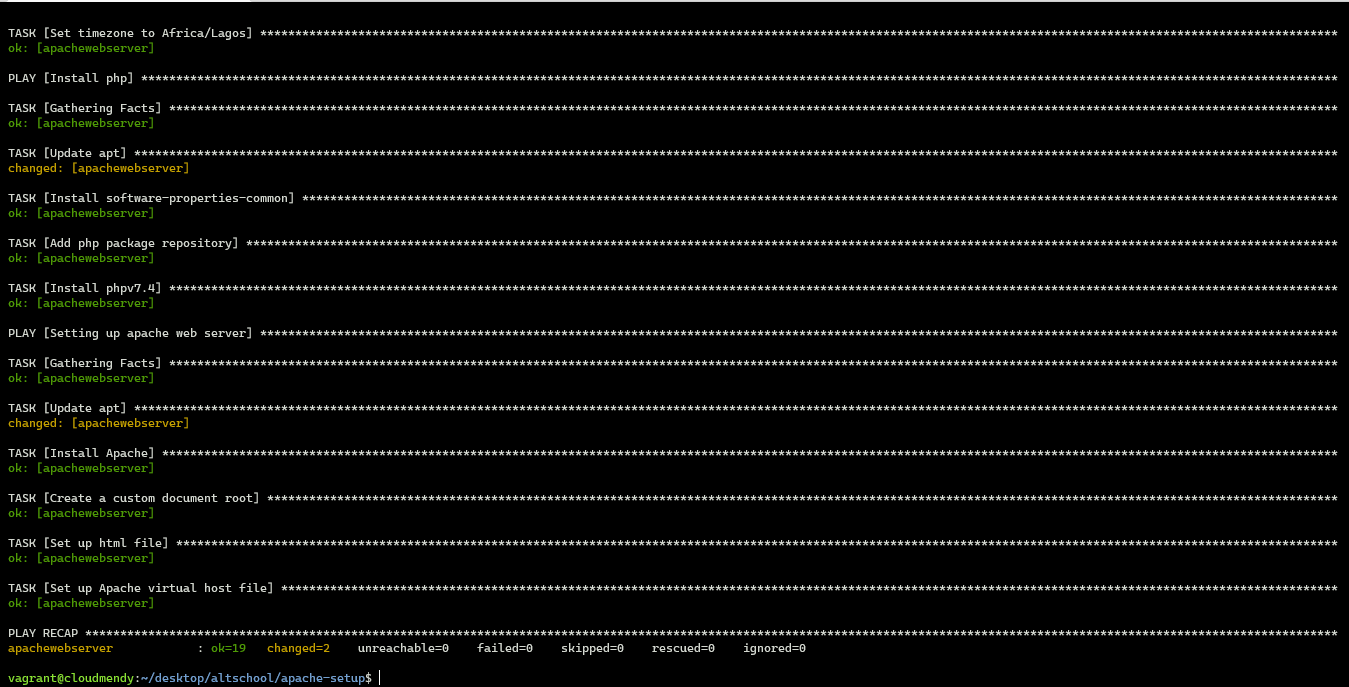 TASK [Set timezone to Africa/Lagos] **********************************************************************************************************************************************************
ok: [apachewebserver]
PLAY [Install php] ***************************************************************************************************************************************************************************
TASK [Gathering Facts] ***********************************************************************************************************************************************************************
ok: [apachewebserver]
TASK [Update apt] ****************************************************************************************************************************************************************************
changed: [apachewebserver]
TASK [Install software-properties-common] ****************************************************************************************************************************************************
ok: [apachewebserver]
TASK [Add php package repository] ************************************************************************************************************************************************************
ok: [apachewebserver]
TASK [Install phpv7.4] ***********************************************************************************************************************************************************************
ok: [apachewebserver]
PLAY [Setting up apache web server] **********************************************************************************************************************************************************
TASK [Gathering Facts] ***********************************************************************************************************************************************************************
ok: [apachewebserver]
TASK [Update apt] ****************************************************************************************************************************************************************************
changed: [apachewebserver]
TASK [Install Apache] ************************************************************************************************************************************************************************
ok: [apachewebserver]
TASK [Create a custom document root] *********************************************************************************************************************************************************
ok: [apachewebserver]
TASK [Set up html file] **********************************************************************************************************************************************************************
ok: [apachewebserver]
TASK [Set up Apache virtual host file] *******************************************************************************************************************************************************
ok: [apachewebserver]
PLAY RECAP ***********************************************************************************************************************************************************************************
apachewebserver            : ok=19   changed=2    unreachable=0    failed=0    skipped=0    rescued=0    ignored=0
vagrant@cloudmendy:~/desktop/altschool/apache-setup$